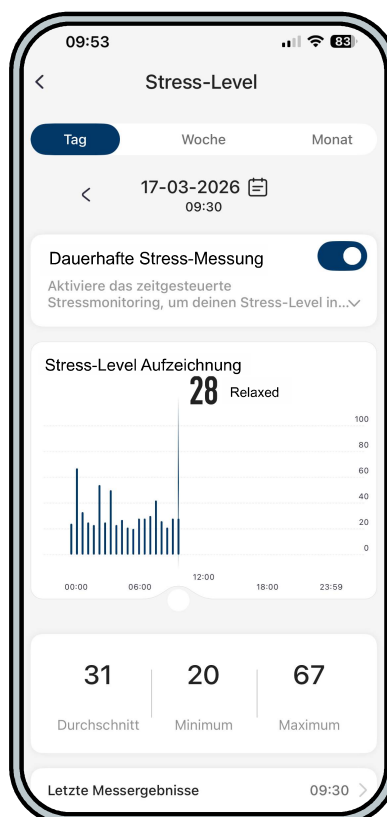 09:53
83
Stress-Level
Tag Woche Monat
17-03-2026
09:30
Dauerhafte Stress-Messung
Aktiviere das zeitgesteuerte
Stressmonitoring, um deinen Stress-Level in...
Stress-Level Aufzeichnung
28 Relaxed
100
80
60
40
20
0
00:00 06:00 12:00 18:00 23:59
31 20 67
Durchschnitt Minimum Maximum
Letzte Messergebnisse 09:30